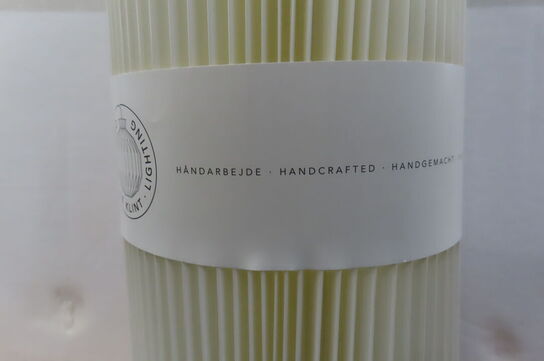 KLINT · LIGHTING
HÅNDARBEJDE · HANDCRAFTED · HANDGEMACHT ·